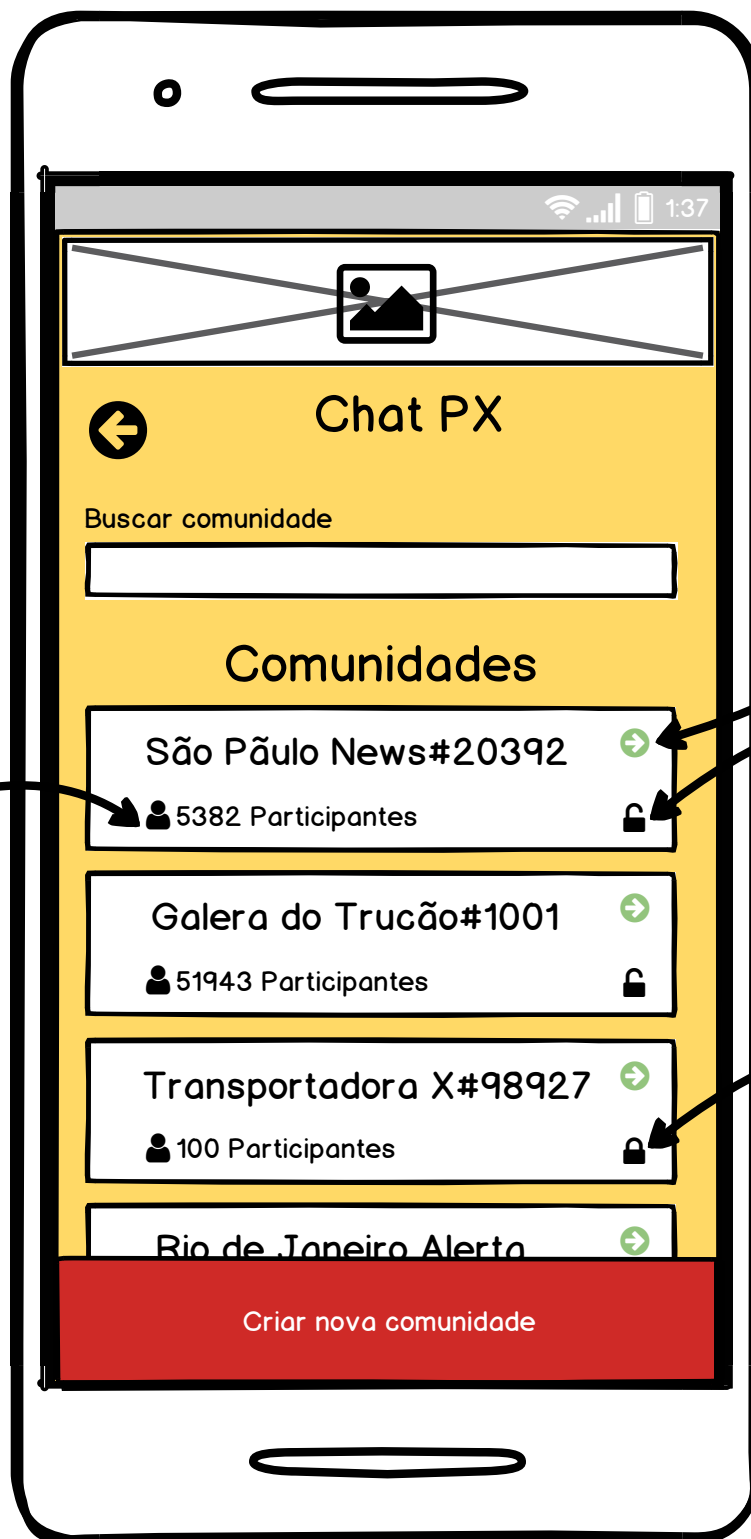 1:37
Chat PX
Buscar comunidade
Comunidades
São Pãulo News#20392
5382 Participantes
Galera do Trucão#1001
51943 Participantes
Transportadora X#98927
100 Participantes
Rio de Janeiro Alerta
Criar nova comunidade